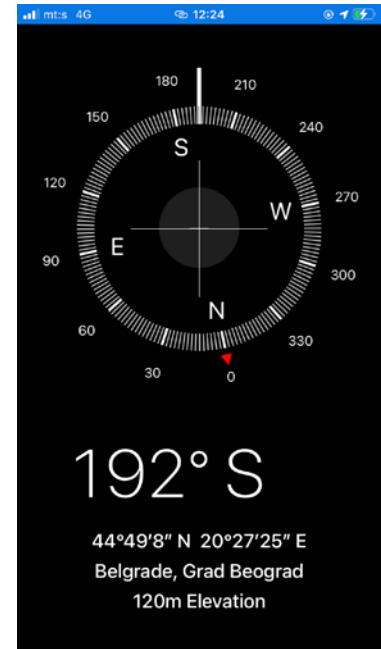 mt:s 4G 12:24
180 210
150 240
S
120 270
W
E
90 300
N
60 330
30 0
192° S
44°49'8" N 20°27'25" E
Belgrade, Grad Beograd
120m Elevation